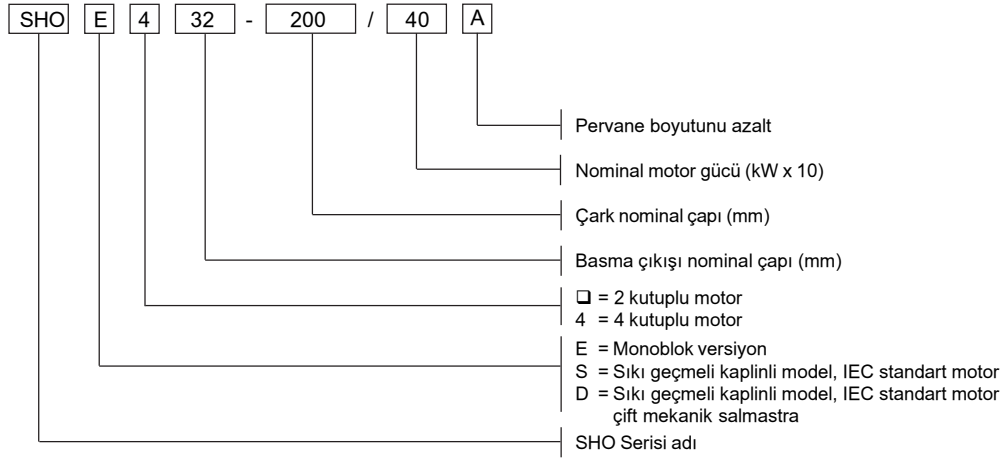 SHO E 4 32 - 200 / 40 A
Pervane boyutunu azalt
Nominal motor gücü (kW x 10)
Çark nominal çapı (mm)
Basma çıkışı nominal çapı (mm)
❑ = 2 kutuplu motor
4 = 4 kutuplu motor
E = Monoblok versiyon
S = Sıkı geçmeli kaplinli model, IEC standart motor
D = Sıkı geçmeli kaplinli model, IEC standart motor
çift mekanik salmastra
SHO Serisi adı